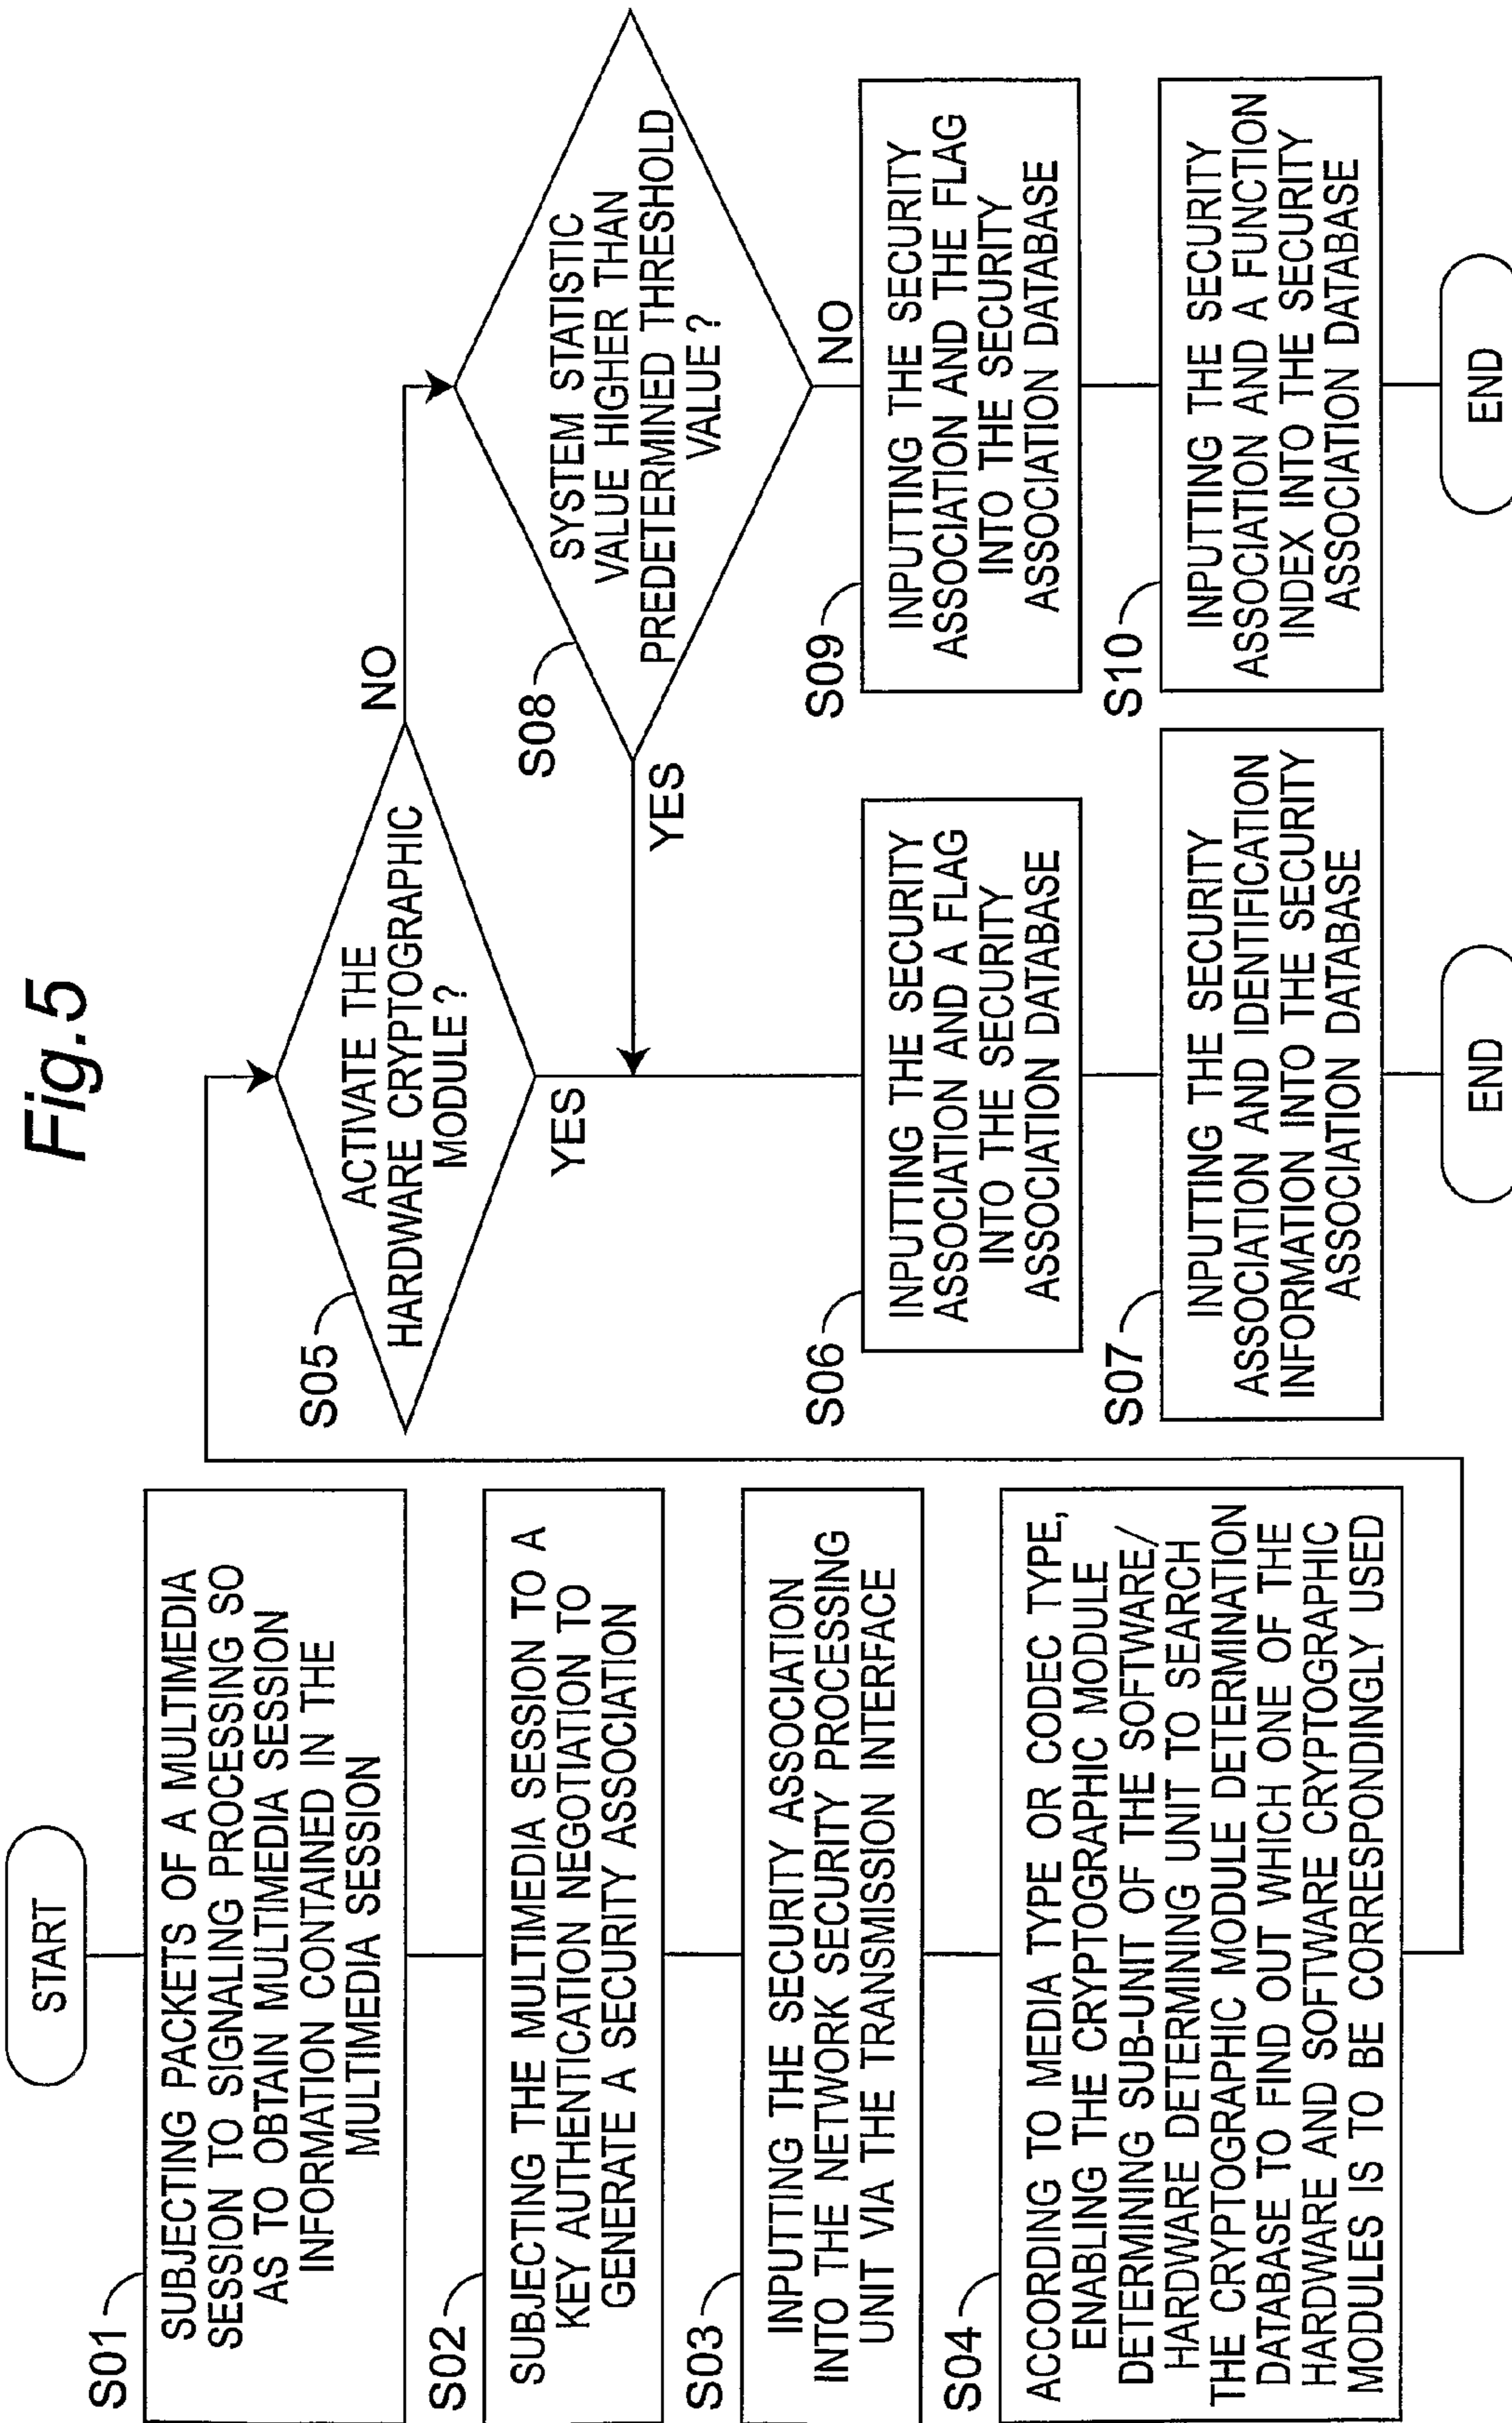 Fig.5
START
S01
SUBJECTING PACKETS OF A MULTIMEDIA
SESSION TO SIGNALING PROCESSING SO
AS TO OBTAIN MULTIMEDIA SESSION
INFORMATION CONTAINED IN THE
MULTIMEDIA SESSION
S02
SUBJECTING THE MULTIMEDIA SESSION TO A
KEY AUTHENTICATION NEGOTIATION TO
GENERATE A SECURITY ASSOCIATION
S03
INPUTTING THE SECURITY ASSOCIATION
INTO THE NETWORK SECURITY PROCESSING
UNIT VIA THE TRANSMISSION INTERFACE
S04
ACCORDING TO MEDIA TYPE OR CODEC TYPE,
ENABLING THE CRYPTOGRAPHIC MODULE
DETERMINING SUB-UNIT OF THE SOFTWARE/
HARDWARE DETERMINING UNIT TO SEARCH
THE CRYPTOGRAPHIC MODULE DETERMINATION
DATABASE TO FIND OUT WHICH ONE OF THE
HARDWARE AND SOFTWARE CRYPTOGRAPHIC
MODULES IS TO BE CORRESPONDINGLY USED
S05
ACTIVATE THE
HARDWARE CRYPTOGRAPHIC
MODULE ?
NO
YES
S08
SYSTEM STATISTIC
VALUE HIGHER THAN
PREDETERMINED THRESHOLD
VALUE ?
YES
NO
S06
INPUTTING THE SECURITY
ASSOCIATION AND A FLAG
INTO THE SECURITY
ASSOCIATION DATABASE
S07
INPUTTING THE SECURITY
ASSOCIATION AND IDENTIFICATION
INFORMATION INTO THE SECURITY
ASSOCIATION DATABASE
END
S09
INPUTTING THE SECURITY
ASSOCIATION AND THE FLAG
INTO THE SECURITY
ASSOCIATION DATABASE
S10
INPUTTING THE SECURITY
ASSOCIATION AND A FUNCTION
INDEX INTO THE SECURITY
ASSOCIATION DATABASE
END